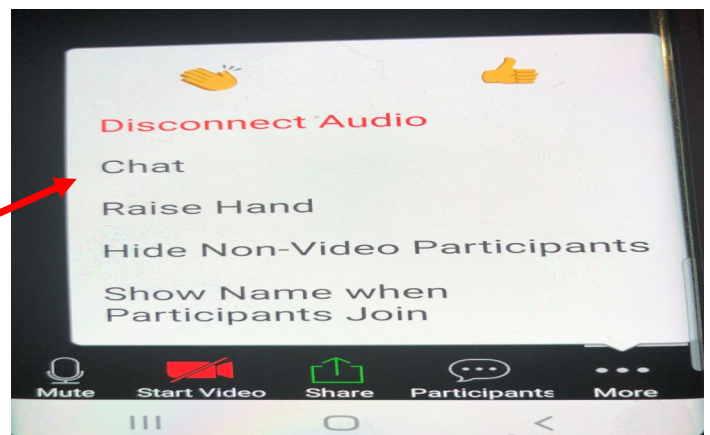 Disconnect Audio
Chat
Raise Hand
Hide Non-Video Participants
Show Name when
Participants Join
Mute Start Video Share Participants More